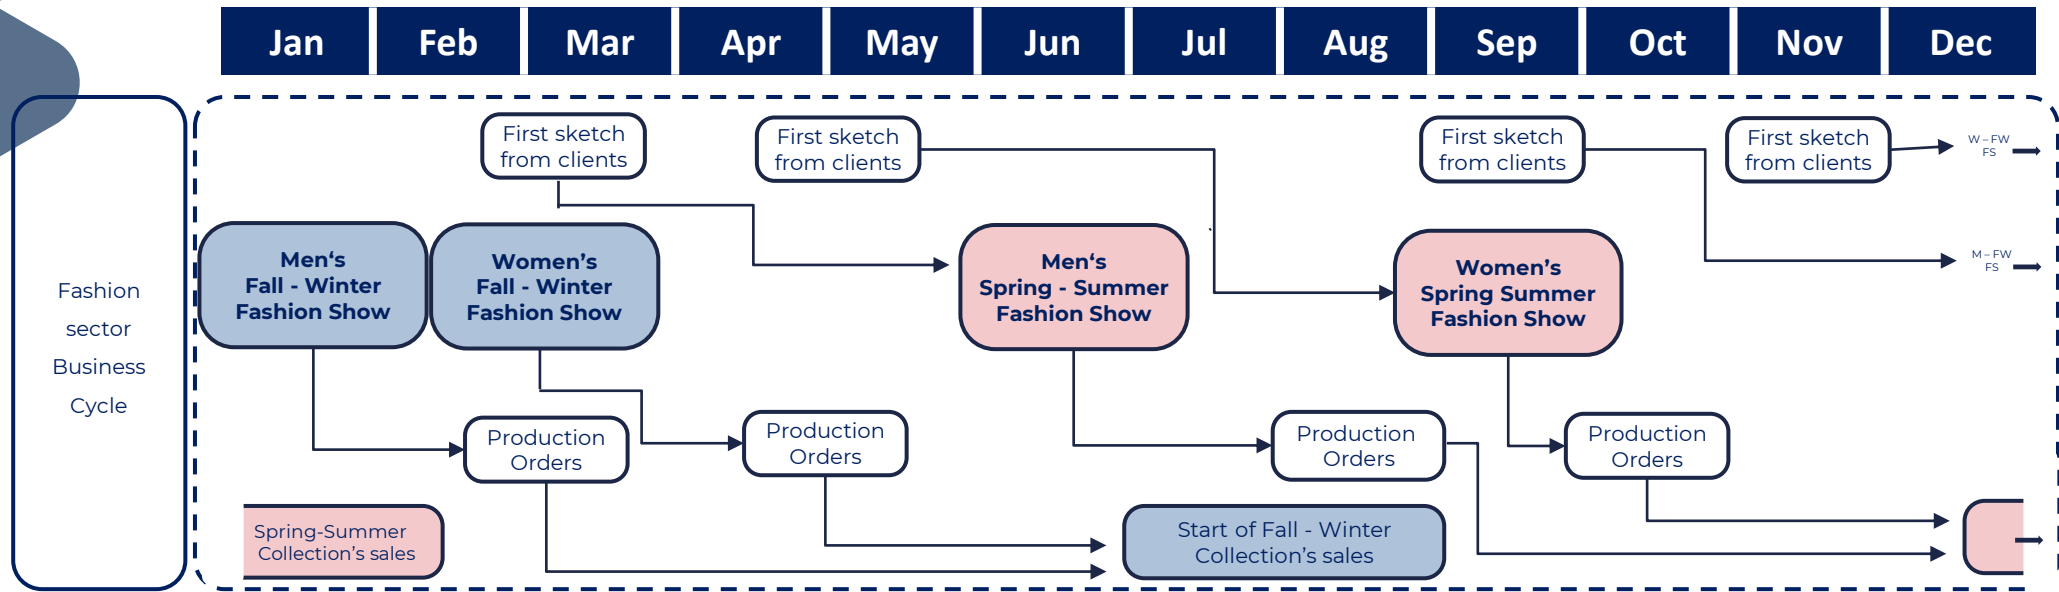 Jan Feb Mar Apr May Jun Jul Aug Sep Oct Nov Dec
Fashion
sector
Business
Cycle
First sketch
from clients
First sketch
from clients
First sketch
from clients
First sketch
from clients
W – FW
FS
M – FW
FS
Men‘s
Fall - Winter
Fashion Show
Women’s
Fall - Winter
Fashion Show
Men‘s
Spring - Summer
Fashion Show
Women’s
Spring Summer
Fashion Show
Production
Orders
Production
Orders
Production
Orders
Production
Orders
Spring-Summer
Collection’s sales
Start of Fall - Winter
Collection’s sales